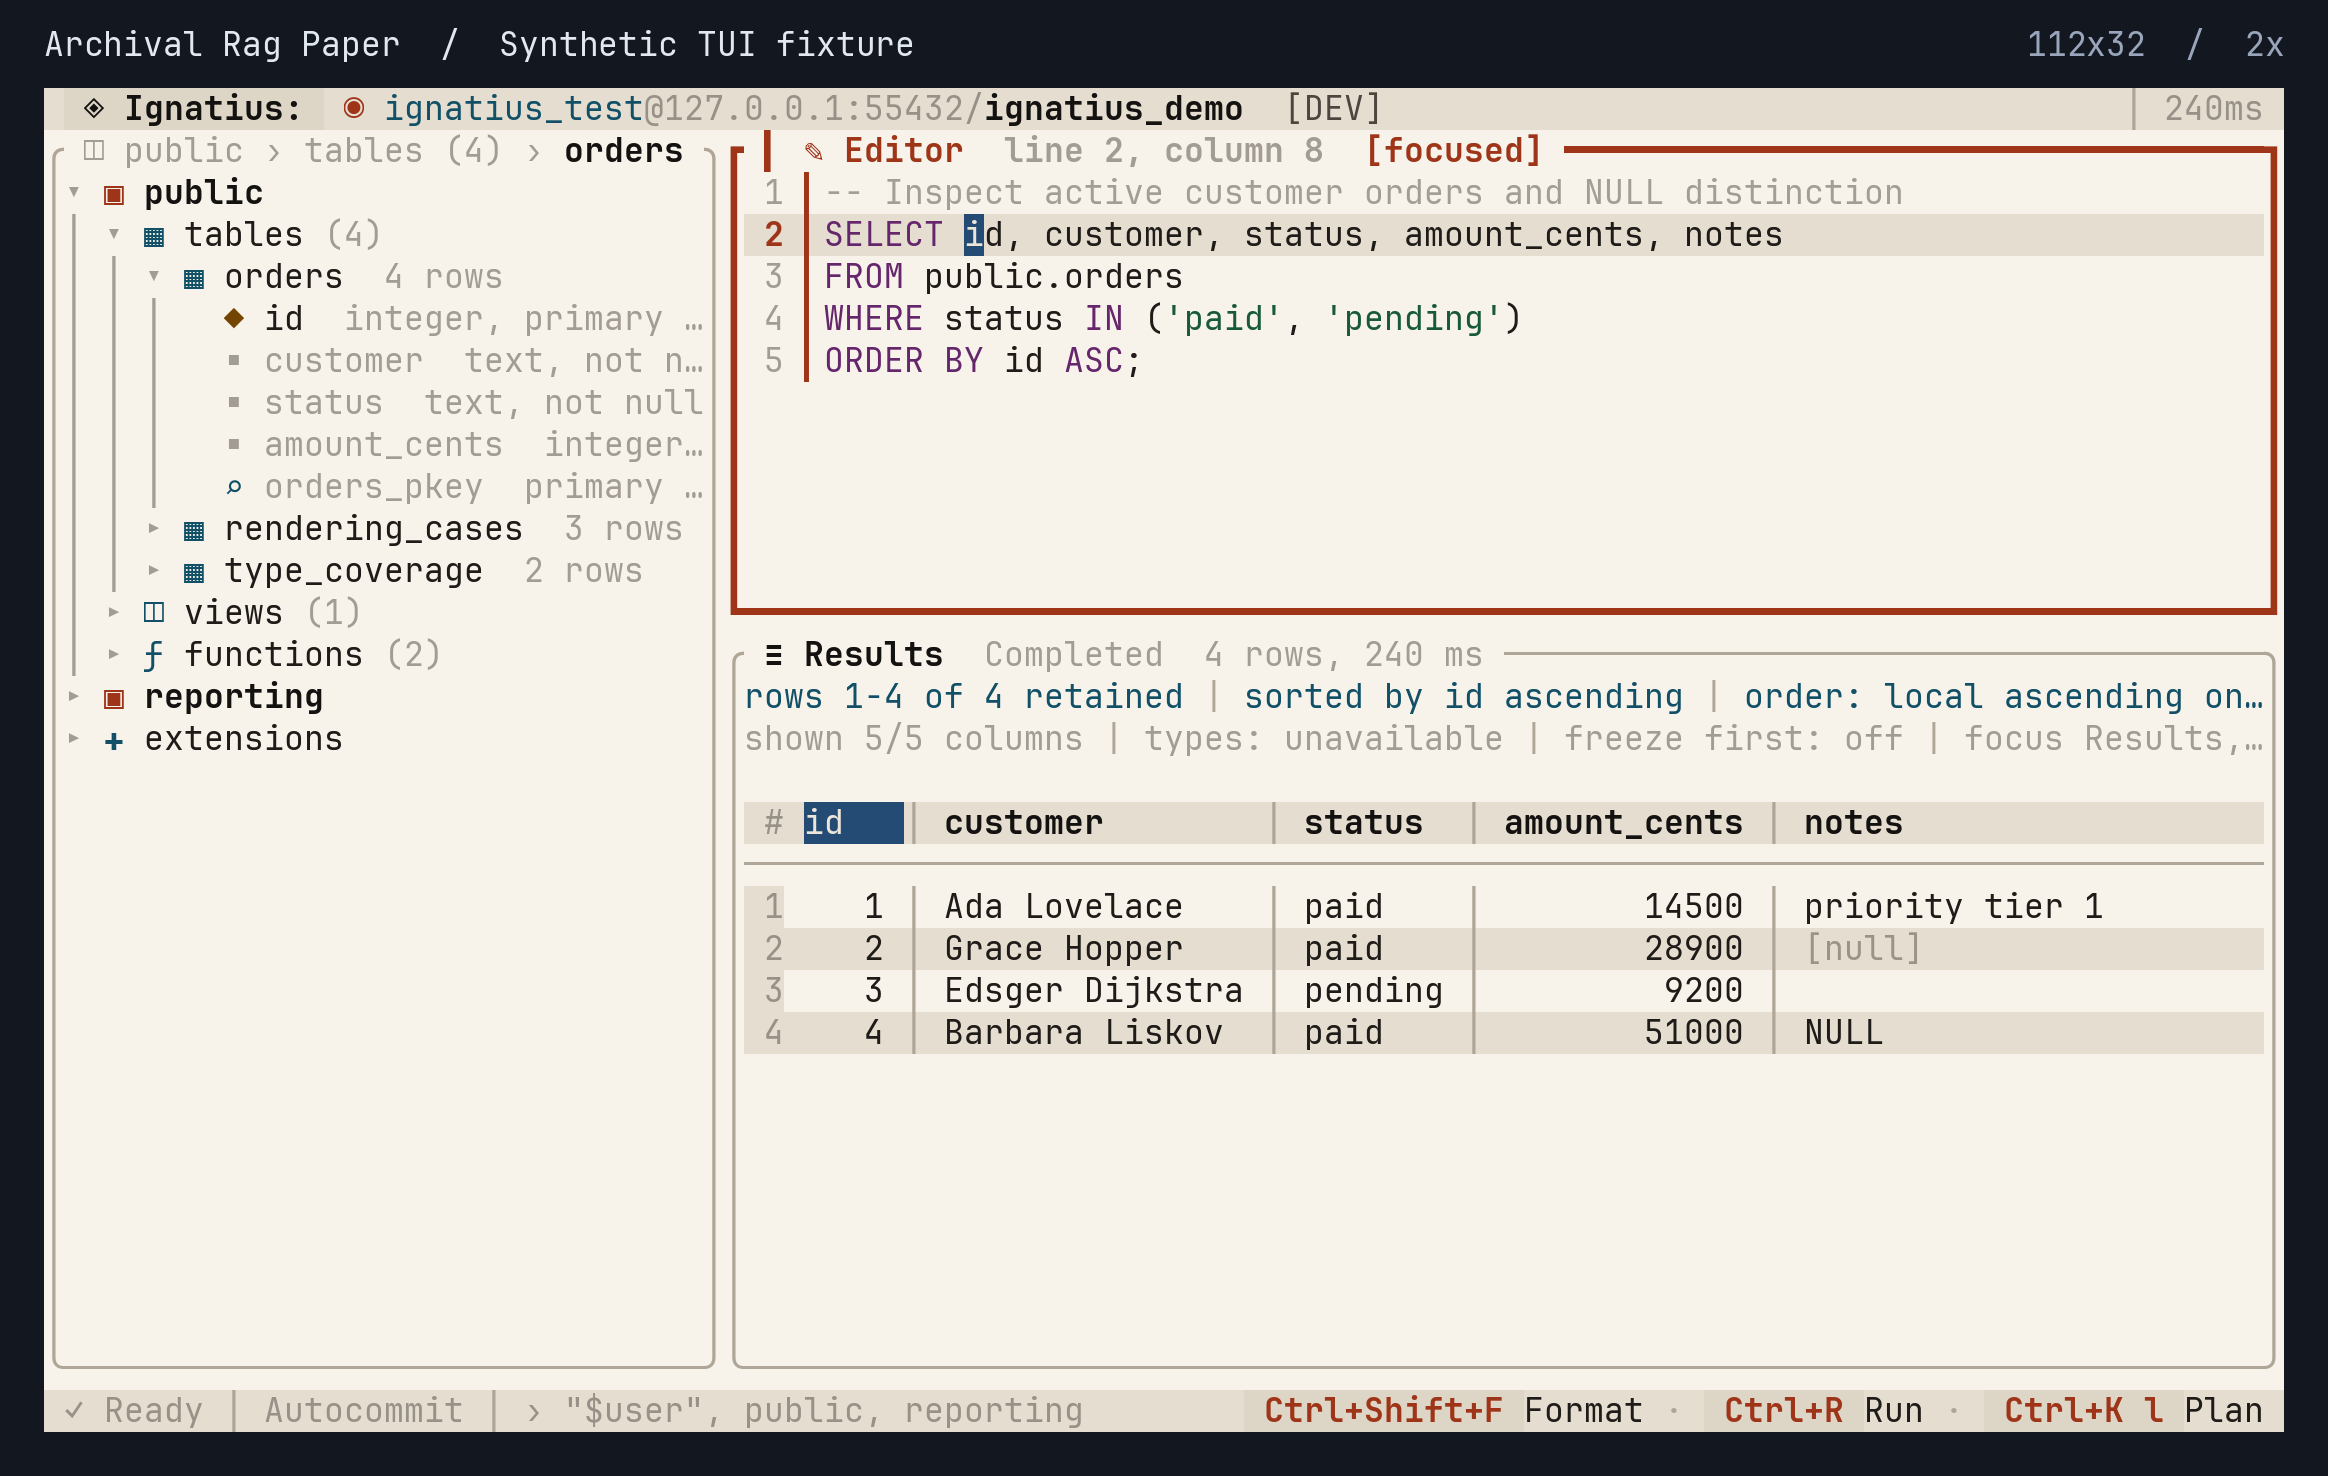 Archival Rag Paper / Synthetic TUI fixture 112x32 / 2x
◈ Ignatius: ◉ ignatius_test@127.0.0.1:55432/ignatius_demo [DEV] │ 240ms
public › tables (4) › orders
▾ ▣ public
▾ ▦ tables (4)
▾ ▦ orders 4 rows
◆ id integer, primary …
▪ customer text, not n…
▪ status text, not null
▪ amount_cents integer…
⌕ orders_pkey primary …
▸ ▦ rendering_cases 3 rows
▸ ▦ type_coverage 2 rows
▸ ◫ views (1)
▸ ƒ functions (2)
▸ ▣ reporting
▸ ✚ extensions
✎ Editor line 2, column 8 [focused]
1 -- Inspect active customer orders and NULL distinction
2 SELECT id, customer, status, amount_cents, notes
3 FROM public.orders
4 WHERE status IN ('paid', 'pending')
5 ORDER BY id ASC;
≡ Results Completed 4 rows, 240 ms
rows 1-4 of 4 retained │ sorted by id ascending │ order: local ascending on…
shown 5/5 columns │ types: unavailable │ freeze first: off │ focus Results,…
# id │ customer │ status │ amount_cents │ notes
1 1 │ Ada Lovelace │ paid │ 14500 │ priority tier 1
2 2 │ Grace Hopper │ paid │ 28900 │ [null]
3 3 │ Edsger Dijkstra │ pending │ 9200 │
4 4 │ Barbara Liskov │ paid │ 51000 │ NULL
✓ Ready │ Autocommit │ › "$user", public, reporting Ctrl+Shift+F Format · Ctrl+R Run · Ctrl+K l Plan